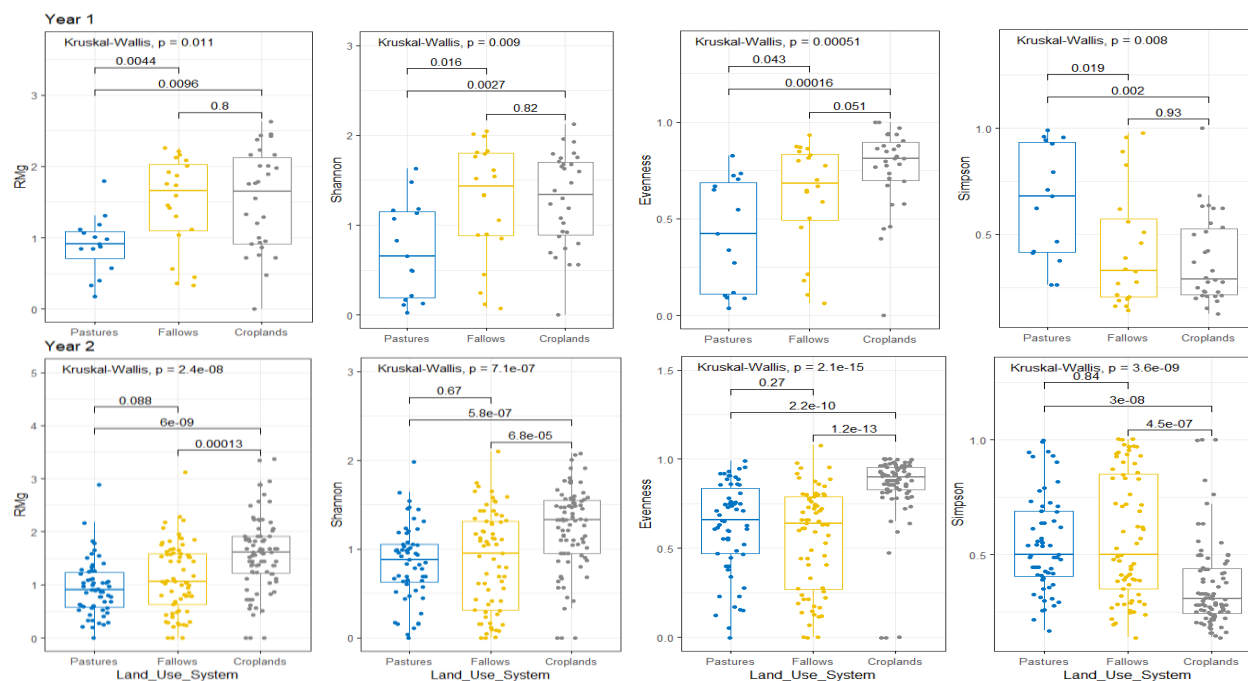 Year 1
Kruskal-Wallis, p = 0.011
0.0044
0.0096
0.8
3
2
1
0
RMg
Pastures
Fallows
Croplands
Kruskal-Wallis, p = 0.009
0.016
0.0027
0.82
3
2
1
0
Shannon
Pastures
Fallows
Croplands
Kruskal-Wallis, p = 0.00051
0.043
0.00016
0.051
1.0
0.5
0.0
Evenness
Pastures
Fallows
Croplands
Kruskal-Wallis, p = 0.008
0.019
0.002
0.93
1.0
0.5
Simpson
Pastures
Fallows
Croplands
Year 2
Kruskal-Wallis, p = 2.4e-08
0.088
6e-09
0.00013
5
4
3
2
1
0
RMg
Pastures
Fallows
Croplands
Land_Use_System
Kruskal-Wallis, p = 7.1e-07
0.67
5.8e-07
6.8e-05
3
2
1
0
Shannon
Pastures
Fallows
Croplands
Land_Use_System
Kruskal-Wallis, p = 2.1e-15
0.27
2.2e-10
1.2e-13
1.5
1.0
0.5
0.0
Evenness
Pastures
Fallows
Croplands
Land_Use_System
Kruskal-Wallis, p = 3.6e-09
0.84
3e-08
4.5e-07
1.0
0.5
Simpson
Pastures
Fallows
Croplands
Land_Use_System